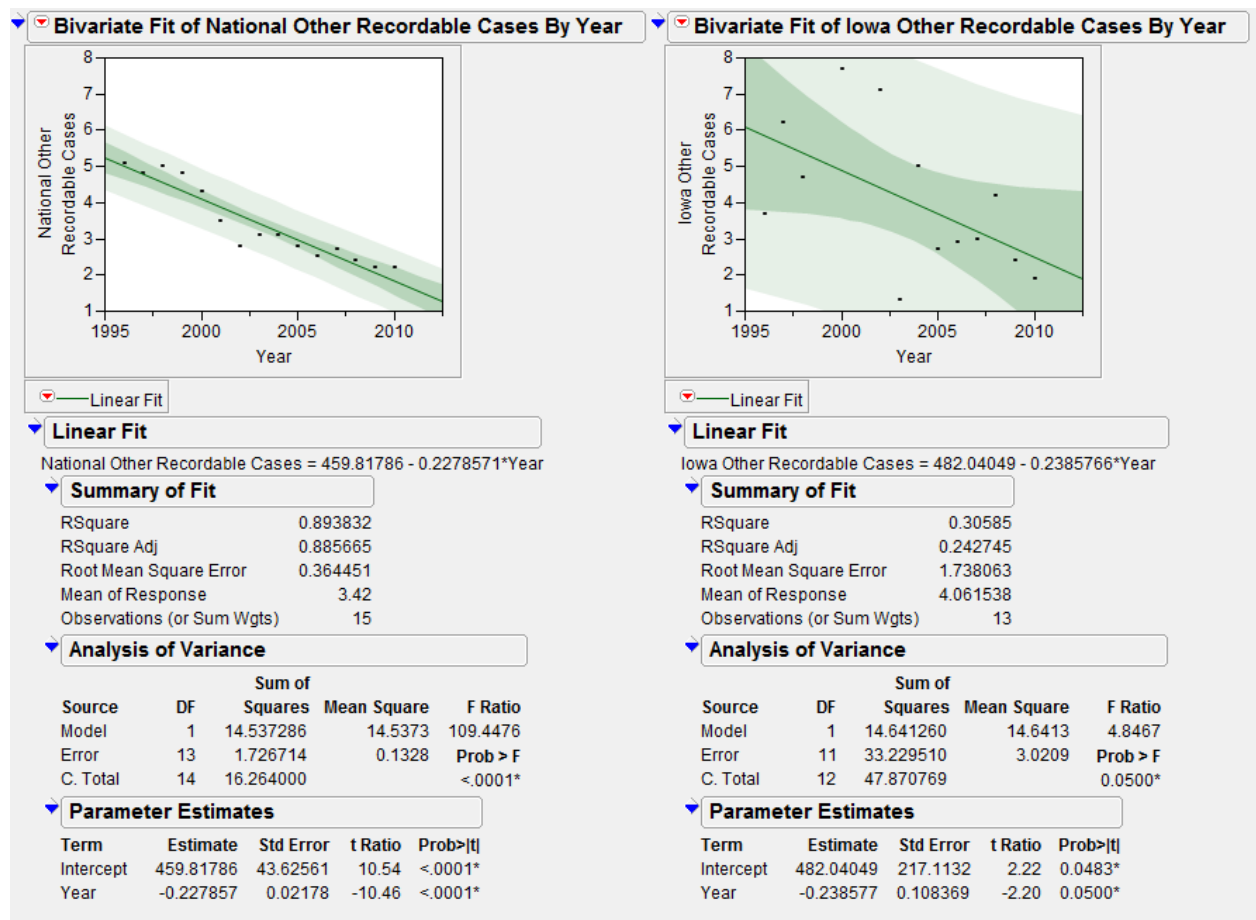 Bivariate Fit of National Other Recordable Cases By Year
8
7
6
5
4
3
2
1
National Other
Recordable Cases
1995 2000 2005 2010
Year
Linear Fit
Linear Fit
National Other Recordable Cases = 459.81786 - 0.2278571*Year
Summary of Fit
RSquare 0.893832
RSquare Adj 0.885665
Root Mean Square Error 0.364451
Mean of Response 3.42
Observations (or Sum Wgts) 15
Analysis of Variance
Sum of
Source DF Squares Mean Square F Ratio
Model 1 14.537286 14.5373 109.4476
Error 13 1.726714 0.1328 Prob > F
C. Total 14 16.264000 <.0001*
Parameter Estimates
Term Estimate Std Error t Ratio Prob>|t|
Intercept 459.81786 43.62561 10.54 <.0001*
Year -0.227857 0.02178 -10.46 <.0001*
Bivariate Fit of Iowa Other Recordable Cases By Year
8
7
6
5
4
3
2
1
Iowa Other
Recordable Cases
1995 2000 2005 2010
Year
Linear Fit
Linear Fit
Iowa Other Recordable Cases = 482.04049 - 0.2385766*Year
Summary of Fit
RSquare 0.30585
RSquare Adj 0.242745
Root Mean Square Error 1.738063
Mean of Response 4.061538
Observations (or Sum Wgts) 13
Analysis of Variance
Sum of
Source DF Squares Mean Square F Ratio
Model 1 14.641260 14.6413 4.8467
Error 11 33.229510 3.0209 Prob > F
C. Total 12 47.870769 0.0500*
Parameter Estimates
Term Estimate Std Error t Ratio Prob>|t|
Intercept 482.04049 217.1132 2.22 0.0483*
Year -0.238577 0.108369 -2.20 0.0500*